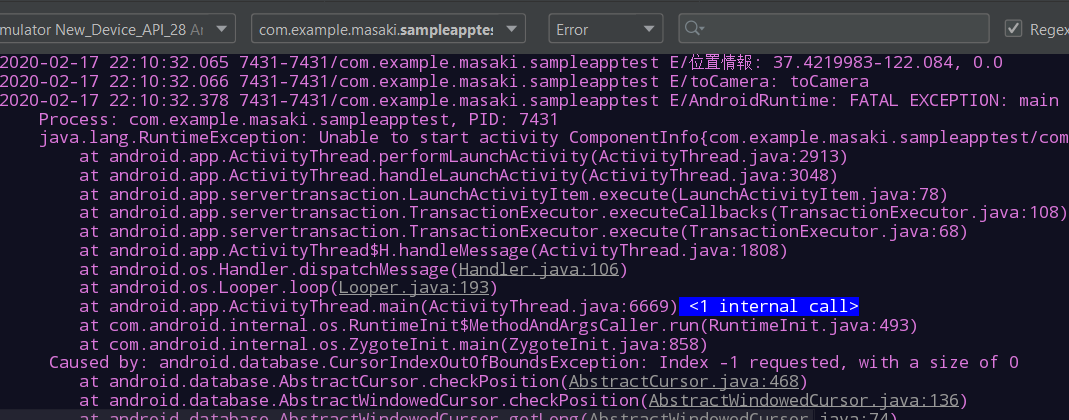 mulator New_Device_API_28 An
com.example.masaki.sampleapptes
Error
Regex
2020-02-17 22:10:32.065 7431-7431/com.example.masaki.sampleapptest E/位置情報: 37.4219983-122.084, 0.0
2020-02-17 22:10:32.066 7431-7431/com.example.masaki.sampleapptest E/toCamera: toCamera
2020-02-17 22:10:32.378 7431-7431/com.example.masaki.sampleapptest E/AndroidRuntime: FATAL EXCEPTION: main
Process: com.example.masaki.sampleapptest, PID: 7431
java.lang.RuntimeException: Unable to start activity ComponentInfo{com.example.masaki.sampleapptest/com
at android.app.ActivityThread.performLaunchActivity(ActivityThread.java:2913)
at android.app.ActivityThread.handleLaunchActivity(ActivityThread.java:3048)
at android.app.servertransaction.LaunchActivityItem.execute(LaunchActivityItem.java:78)
at android.app.servertransaction.TransactionExecutor.executeCallbacks(TransactionExecutor.java:108)
at android.app.servertransaction.TransactionExecutor.execute(TransactionExecutor.java:68)
at android.app.ActivityThread$H.handleMessage(ActivityThread.java:1808)
at android.os.Handler.dispatchMessage(Handler.java:106)
at android.os.Looper.loop(Looper.java:193)
at android.app.ActivityThread.main(ActivityThread.java:6669) <1 internal call>
at com.android.internal.os.RuntimeInit$MethodAndArgsCaller.run(RuntimeInit.java:493)
at com.android.internal.os.ZygoteInit.main(ZygoteInit.java:858)
Caused by: android.database.CursorIndexOutOfBoundsException: Index -1 requested, with a size of 0
at android.database.AbstractCursor.checkPosition(AbstractCursor.java:468)
at android.database.AbstractWindowedCursor.checkPosition(AbstractWindowedCursor.java:136)
at android.database.AbstractWindowedCursor.getLong(AbstractWindowedCursor.java:74)